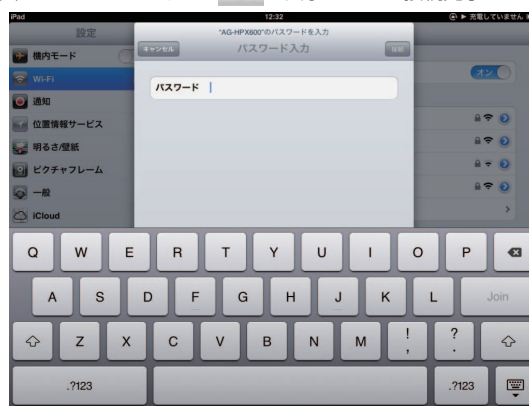 iPad 12:32 充電していません
設定
"AG-HPX600"のパスワードを入力
キャンセル パスワード入力 接続
機内モード
Wi-Fi オン
パスワード
通知
位置情報サービス
明るさ/壁紙
ピクチャフレーム
一般
iCloud
Q W E R T Y U I O P
A S D F G H J K L Join
Z X C V B N M ! , ? .
.?123 .?123